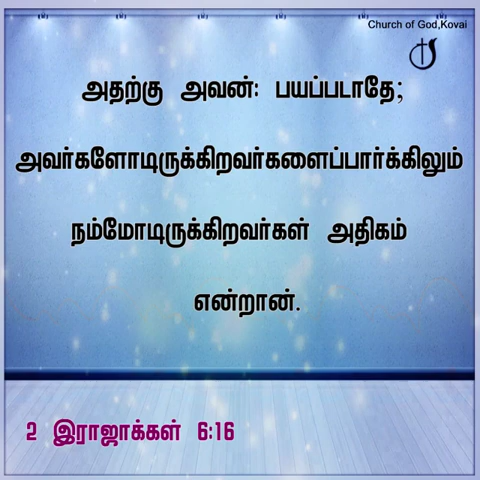 Church of God,Kovai
அதற்கு அவன்: பயப்படாதே;
அவர்களோடிருக்கிறவர்களைப்பார்க்கிலும்
நம்மோடிருக்கிறவர்கள் அதிகம்
என்றான்.
2 இராஜாக்கள் 6:16